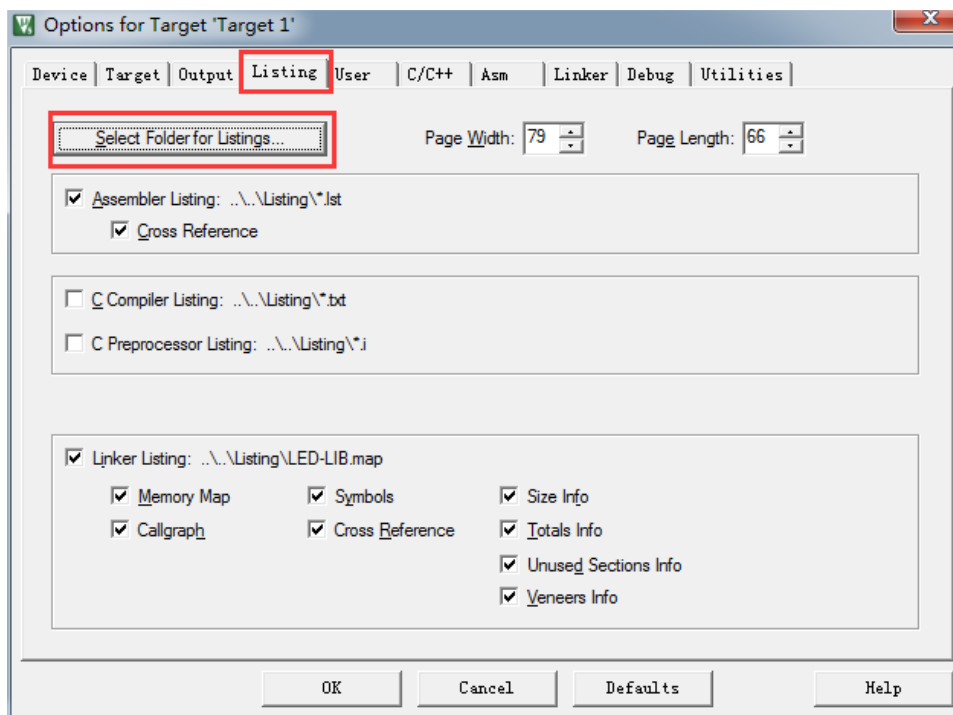 Options for Target 'Target 1'
Device Target Output Listing User C/C++ Asm Linker Debug Utilities
Select Folder for Listings... Page Width: 79 Page Length: 66
Assembler Listing: ..\..\Listing\*.lst
Cross Reference
C Compiler Listing: ..\..\Listing\*.txt
C Preprocessor Listing: ..\..\Listing\*.i
Linker Listing: ..\..\Listing\LED-LIB.map
Memory Map Symbols Size Info
Callgraph Cross Reference Totals Info
Unused Sections Info
Veneers Info
OK Cancel Defaults Help